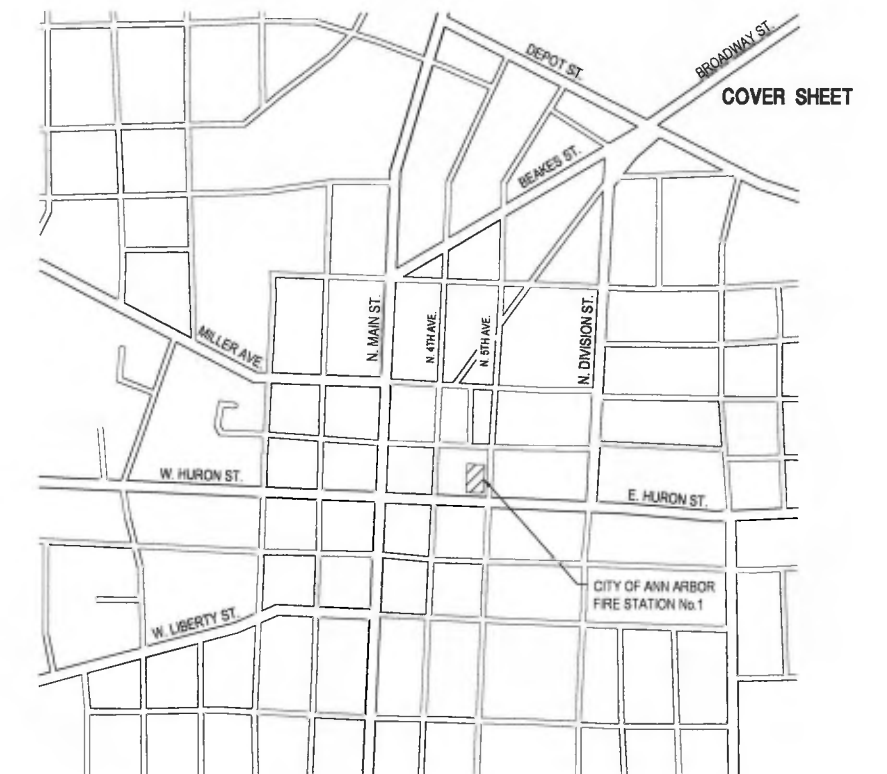 DEPOT ST.
BROADWAY ST.
COVER SHEET
BEAKES ST.
N. MAIN ST.
N. 4TH AVE.
N. 5TH AVE.
N. DIVISION ST.
MILLER AVE.
W. HURON ST.
E. HURON ST.
CITY OF ANN ARBOR
FIRE STATION No.1
W. LIBERTY ST.